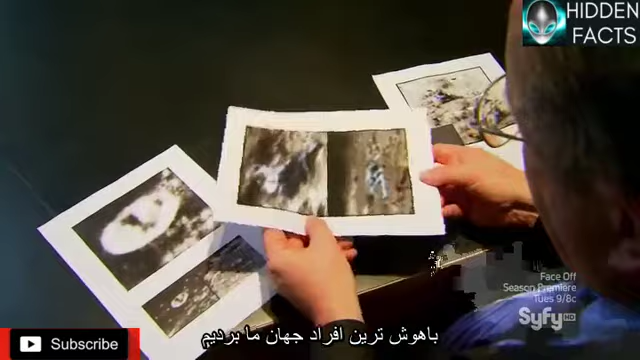 HIDDEN
FACTS
Face Off
Season Premiere
Tues 9/8c
Syfy HD
باهوش ترین افراد جهان ما بردیم
Subscribe